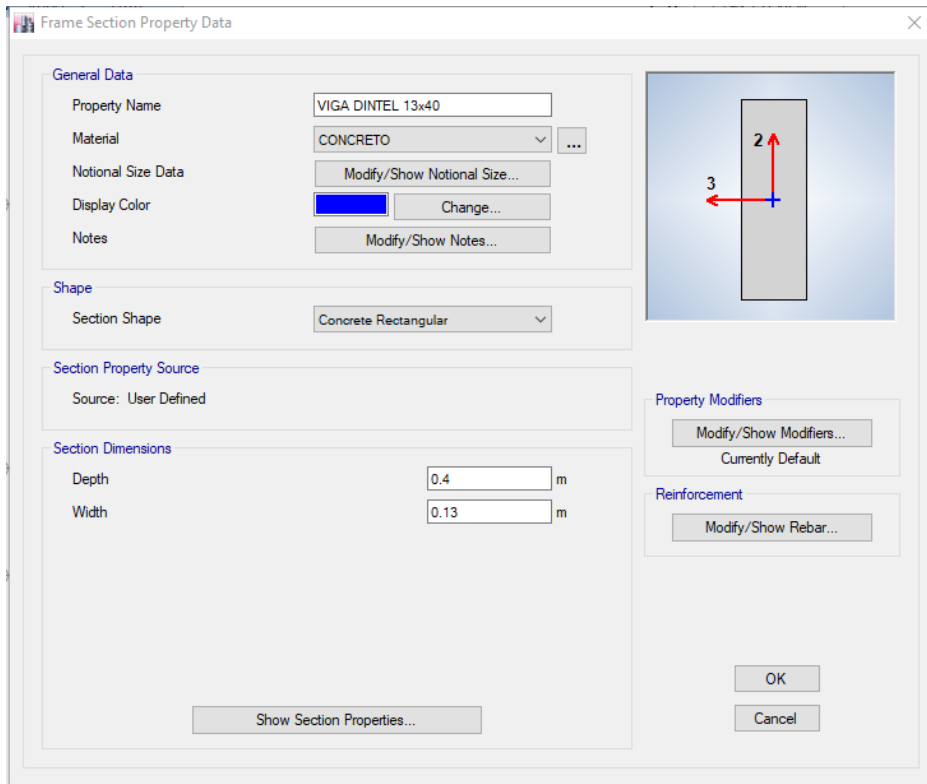 Frame Section Property Data
General Data
Property Name VIGA DINTEL 13x40
Material CONCRETO ...
Notional Size Data Modify/Show Notional Size...
Display Color Change...
Notes Modify/Show Notes...
2
3
Shape
Section Shape Concrete Rectangular
Section Property Source
Source: User Defined
Property Modifiers
Modify/Show Modifiers...
Currently Default
Section Dimensions
Depth 0.4 m
Width 0.13 m
Reinforcement
Modify/Show Rebar...
Show Section Properties...
OK
Cancel